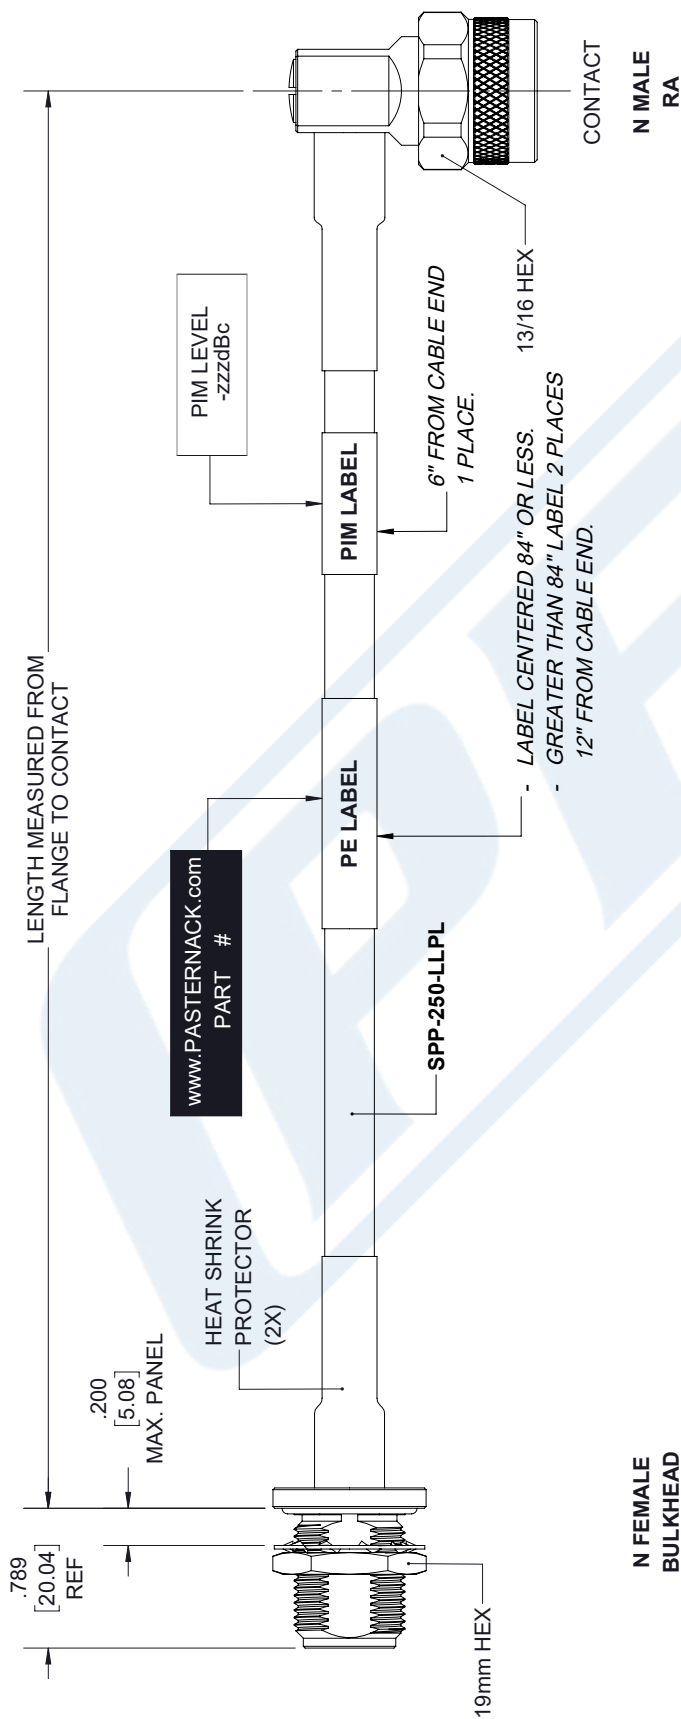 LENGTH MEASURED FROM
FLANGE TO CONTACT
.789
[20.04]
REF
.200
[5.08]
MAX. PANEL
HEAT SHRINK
PROTECTOR
(2X)
www.PASTERNACK.com
PART #
PIM LEVEL
-zzzdBc
PE LABEL
PIM LABEL
6" FROM CABLE END
1 PLACE.
19mm HEX
SPP-250-LLPL
- LABEL CENTERED 84" OR LESS.
- GREATER THAN 84" LABEL 2 PLACES
12" FROM CABLE END.
13/16 HEX
CONTACT
N FEMALE
BULKHEAD
N MALE
RA